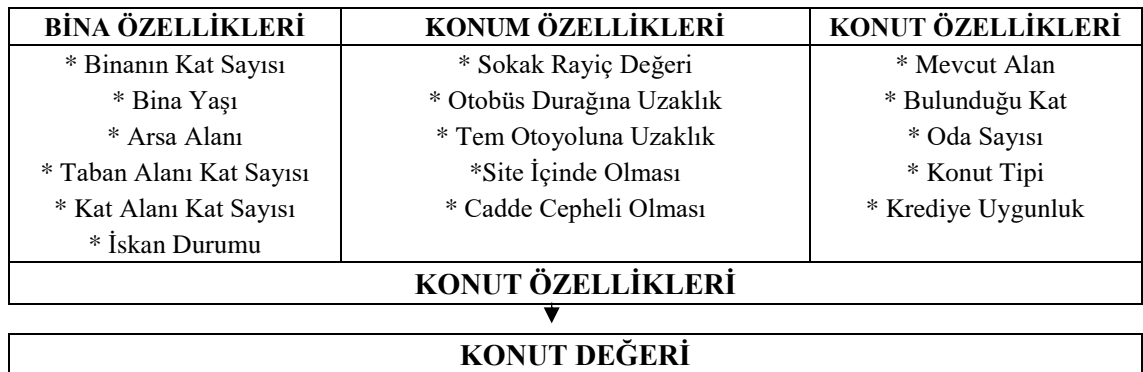 BİNA ÖZELLİKLERİ
* Binanın Kat Sayısı
* Bina Yaşı
* Arsa Alanı
* Taban Alanı Kat Sayısı
* Kat Alanı Kat Sayısı
* İskan Durumu
KONUM ÖZELLİKLERİ
* Sokak Rayiç Değeri
* Otobüs Durağına Uzaklık
* Tem Otoyoluna Uzaklık
*Site İçinde Olması
* Cadde Cepheli Olması
KONUT ÖZELLİKLERİ
* Mevcut Alan
* Bulunduğu Kat
* Oda Sayısı
* Konut Tipi
* Krediye Uygunluk
KONUT ÖZELLİKLERİ
KONUT DEĞERİ